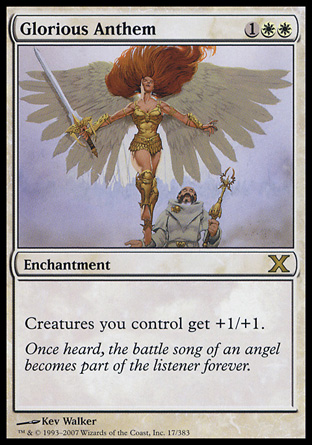 Glorious Anthem 1
Enchantment X
Creatures you control get +1/+1.
Once heard, the battle song of an angel
becomes part of the listener forever.
Kev Walker
™ & © 1993–2007 Wizards of the Coast, Inc. 17/383